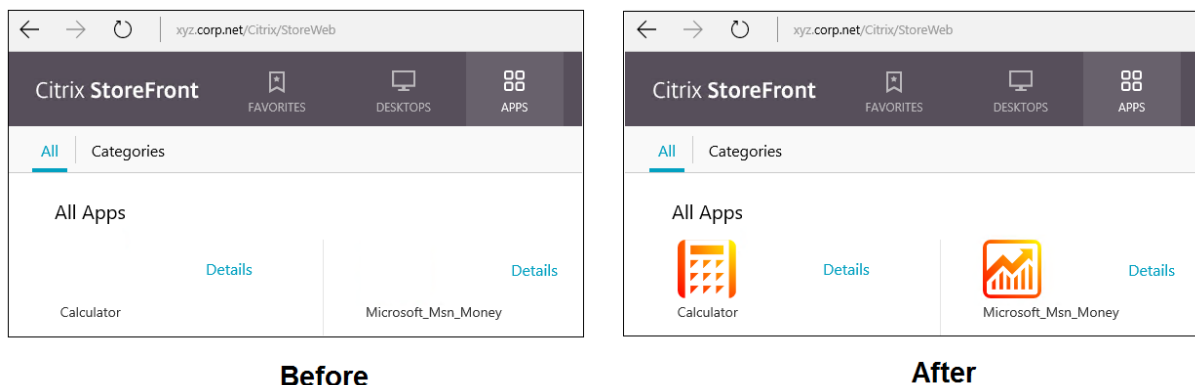 xyz.corp.net/Citrix/StoreWeb
Citrix StoreFront
FAVORITES
DESKTOPS
APPS
All
Categories
All Apps
Details
Details
Calculator
Microsoft_Msn_Money
Before
xyz.corp.net/Citrix/StoreWeb
Citrix StoreFront
FAVORITES
DESKTOPS
APPS
All
Categories
All Apps
Details
Details
Calculator
Microsoft_Msn_Money
After